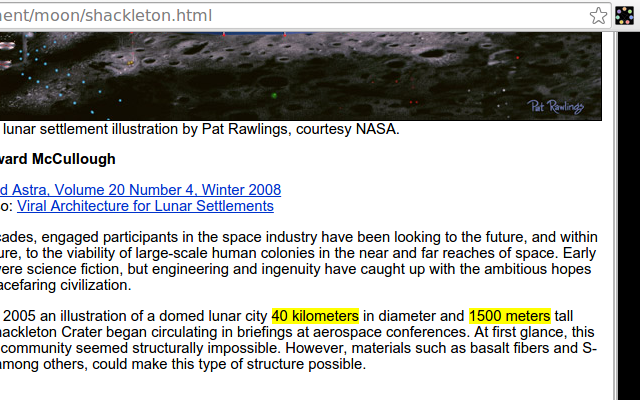 ent/moon/shackleton.html
Pat Rawlings
lunar settlement illustration by Pat Rawlings, courtesy NASA.
ward McCullough
d Astra, Volume 20 Number 4, Winter 2008
o: Viral Architecture for Lunar Settlements
cades, engaged participants in the space industry have been looking to the future, and within
ure, to the viability of large-scale human colonies in the near and far reaches of space. Early
vere science fiction, but engineering and ingenuity have caught up with the ambitious hopes
acefaring civilization.
2005 an illustration of a domed lunar city 40 kilometers in diameter and 1500 meters tall
hackleton Crater began circulating in briefings at aerospace conferences. At first glance, this
community seemed structurally impossible. However, materials such as basalt fibers and S-
among others, could make this type of structure possible.